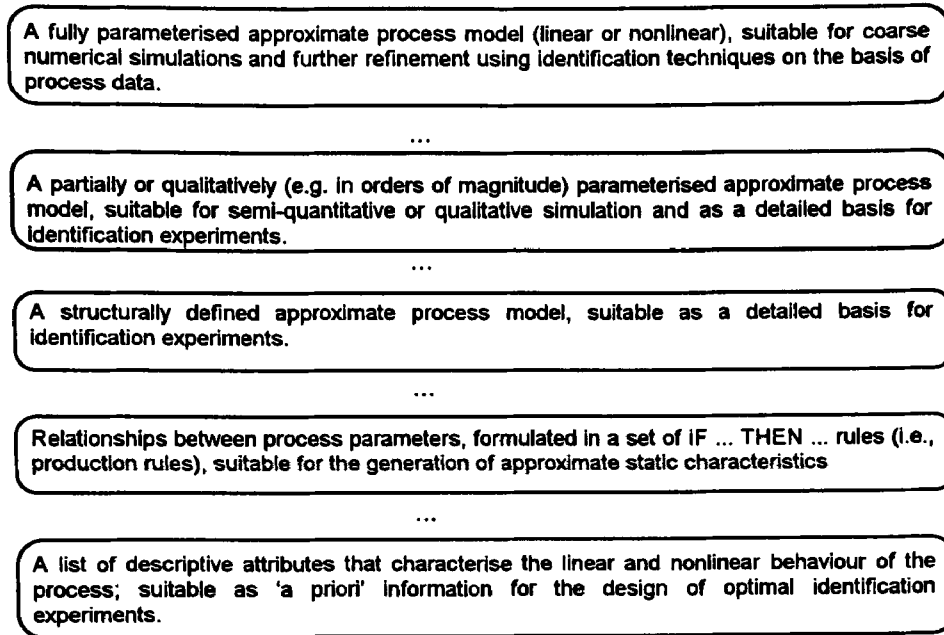 A fully parameterised approximate process model (linear or nonlinear), suitable for coarse
numerical simulations and further refinement using identification techniques on the basis of
process data.
...
A partially or qualitatively (e.g. in orders of magnitude) parameterised approximate process
model, suitable for semi-quantitative or qualitative simulation and as a detailed basis for
identification experiments.
...
A structurally defined approximate process model, suitable as a detailed basis for
identification experiments.
...
Relationships between process parameters, formulated in a set of IF ... THEN ... rules (i.e.,
production rules), suitable for the generation of approximate static characteristics
...
A list of descriptive attributes that characterise the linear and nonlinear behaviour of the
process; suitable as 'a priori' information for the design of optimal identification
experiments.